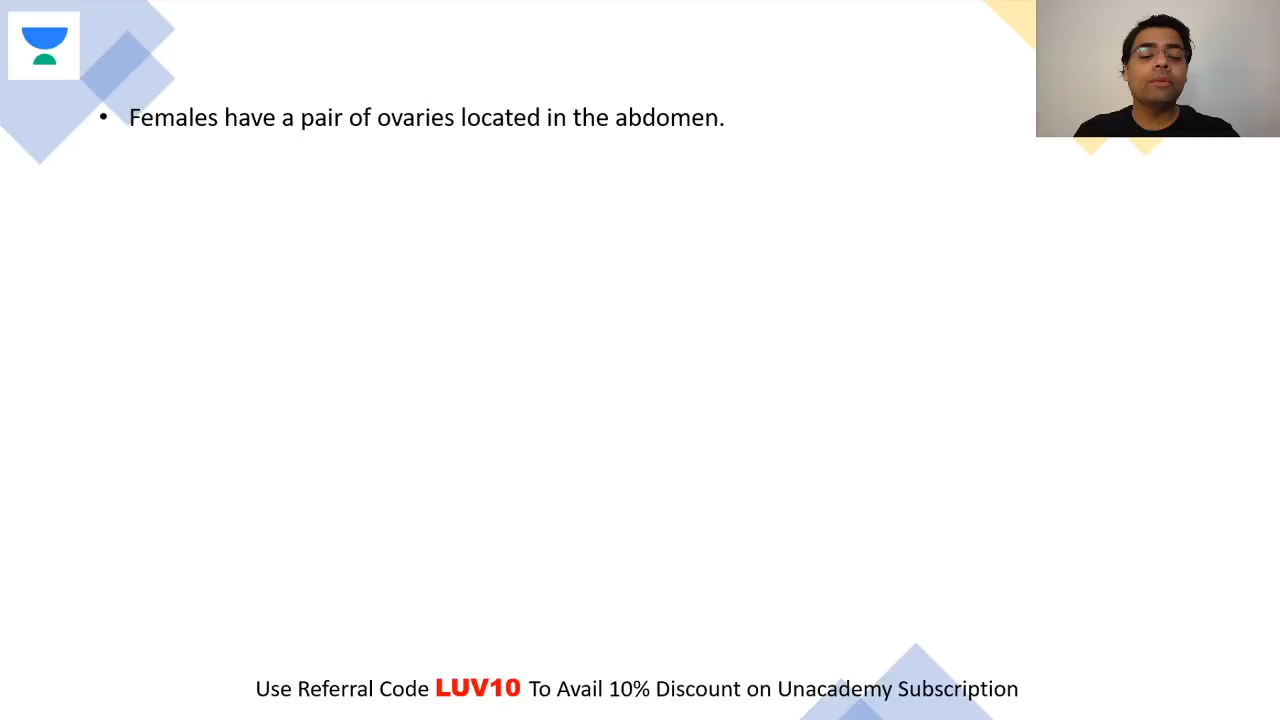 • Females have a pair of ovaries located in the abdomen.
Use Referral Code LUV10 To Avail 10% Discount on Unacademy Subscription